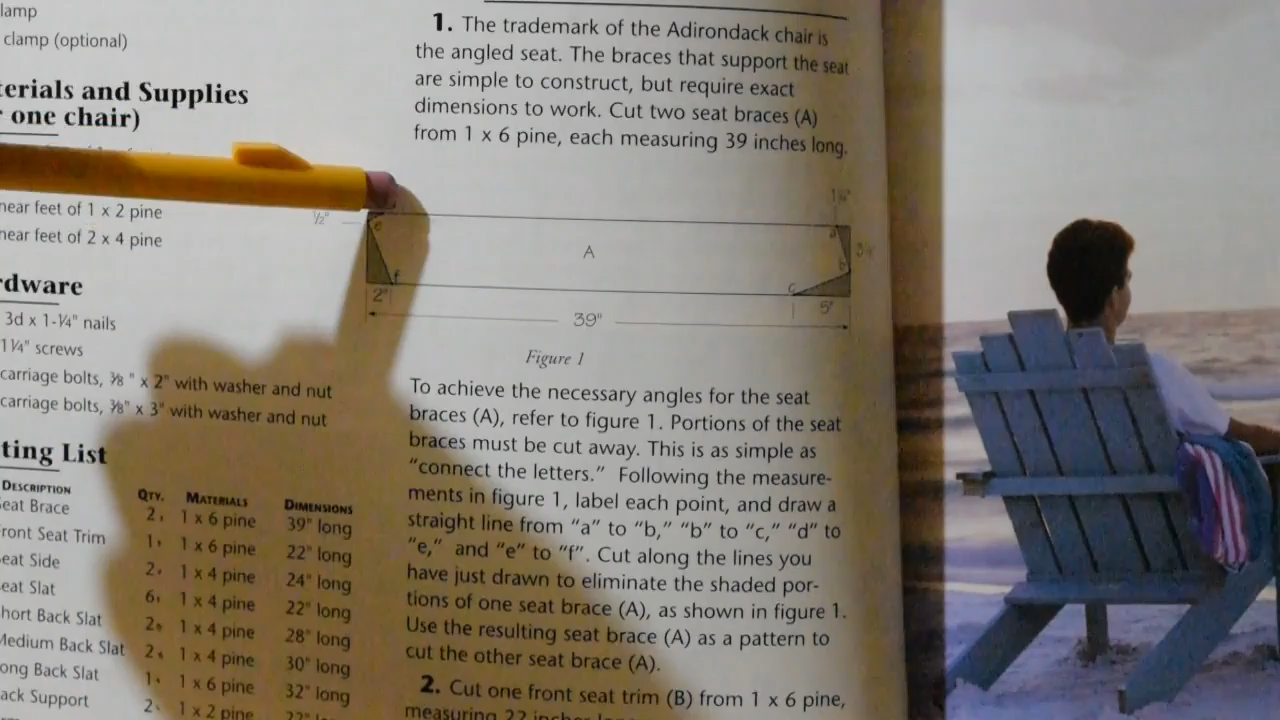 lamp
clamp (optional)
terials and Supplies
one chair)
near feet of 1 x 2 pine
near feet of 2 x 4 pine
rdware
3d x 1-¼" nails
1¼" screws
carriage bolts, ⅜ " x 2" with washer and nut
carriage bolts, ⅜" x 3" with washer and nut
ting List
DESCRIPTION QTY. MATERIALS DIMENSIONS
Seat Brace 2 1 x 6 pine 39" long
Front Seat Trim 1 1 x 6 pine 22" long
Seat Side 2 1 x 4 pine 24" long
Seat Slat 6 1 x 4 pine 22" long
Short Back Slat 2 1 x 4 pine 28" long
Medium Back Slat 2 1 x 4 pine 30" long
ong Back Slat 1 1 x 6 pine 32" long
ack Support 2 1 x 2 pine
1. The trademark of the Adirondack chair is
the angled seat. The braces that support the seat
are simple to construct, but require exact
dimensions to work. Cut two seat braces (A)
from 1 x 6 pine, each measuring 39 inches long.
½"
e
A
a
b
f
c
2"
5"
39"
Figure 1
To achieve the necessary angles for the seat
braces (A), refer to figure 1. Portions of the seat
braces must be cut away. This is as simple as
"connect the letters." Following the measure-
ments in figure 1, label each point, and draw a
straight line from "a" to "b," "b" to "c," "d" to
"e," and "e" to "f". Cut along the lines you
have just drawn to eliminate the shaded por-
tions of one seat brace (A), as shown in figure 1.
Use the resulting seat brace (A) as a pattern to
cut the other seat brace (A).
2. Cut one front seat trim (B) from 1 x 6 pine,
measuring 22 inches long